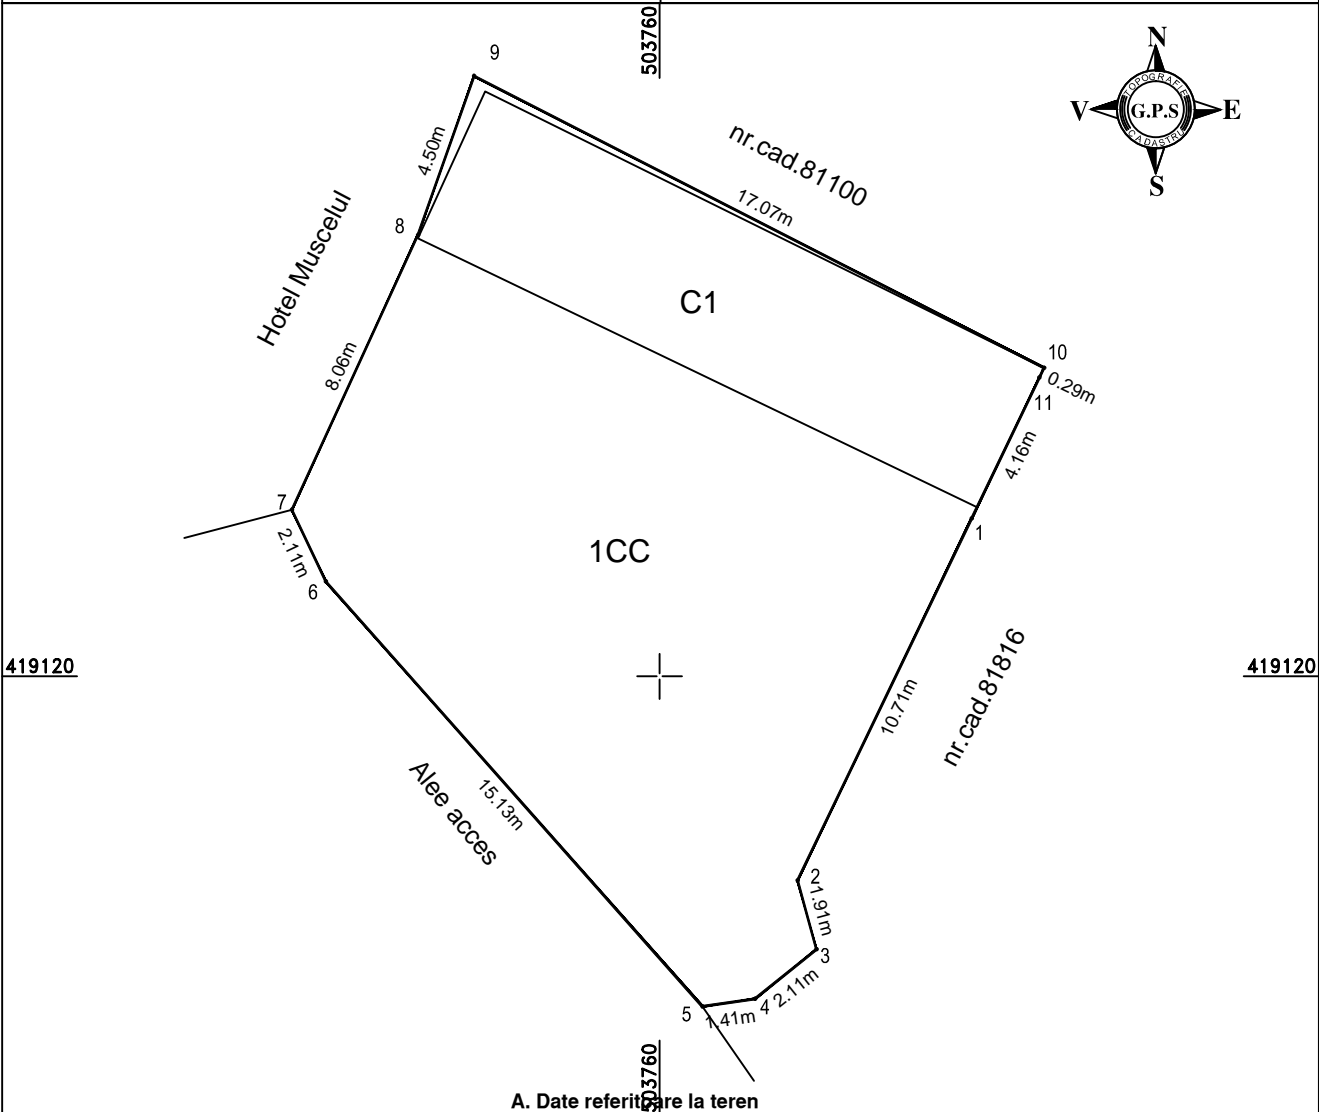 503760
9
N
TOPOGRAFIE
V
G.P.S
E
CADASTRU
S
4.50m
nr.cad.81100
17.07m
8
Hotel Muscelul
C1
8.06m
10
0.29m
11
4.16m
7
1
2.11m
1CC
6
419120
419120
nr.cad.81816
10.71m
Alee acces
15.13m
2
1.91m
3
2.11m
4
5
1.41m
503760
A. Date referitoare la teren